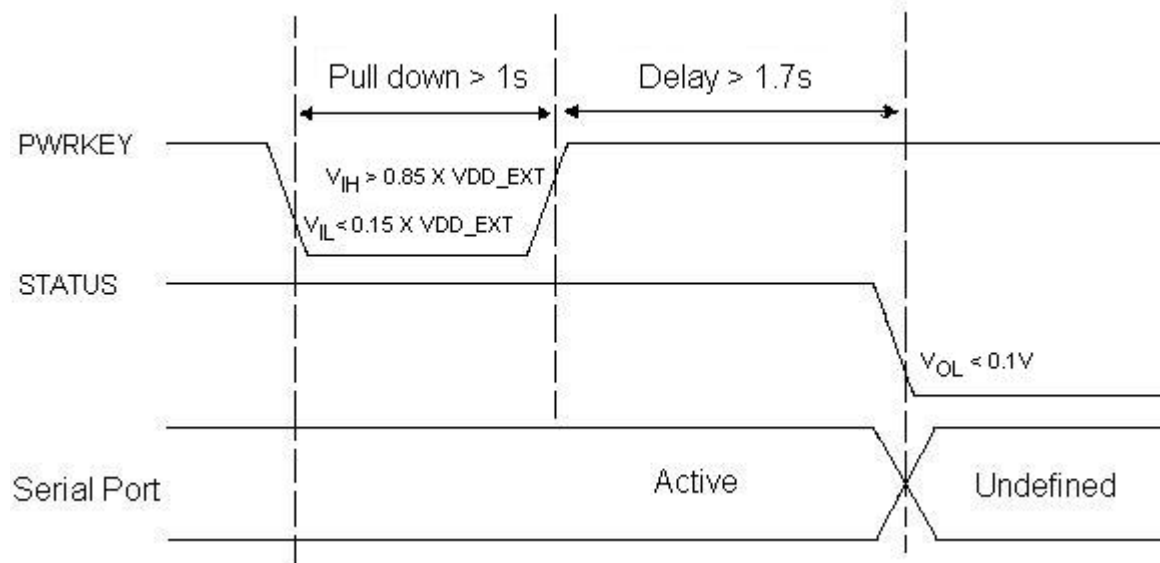 Pull down > 1s
Delay > 1.7s
PWRKEY
VIH > 0.85 X VDD_EXT
VIL < 0.15 X VDD_EXT
STATUS
VOL < 0.1V
Serial Port
Active
Undefined